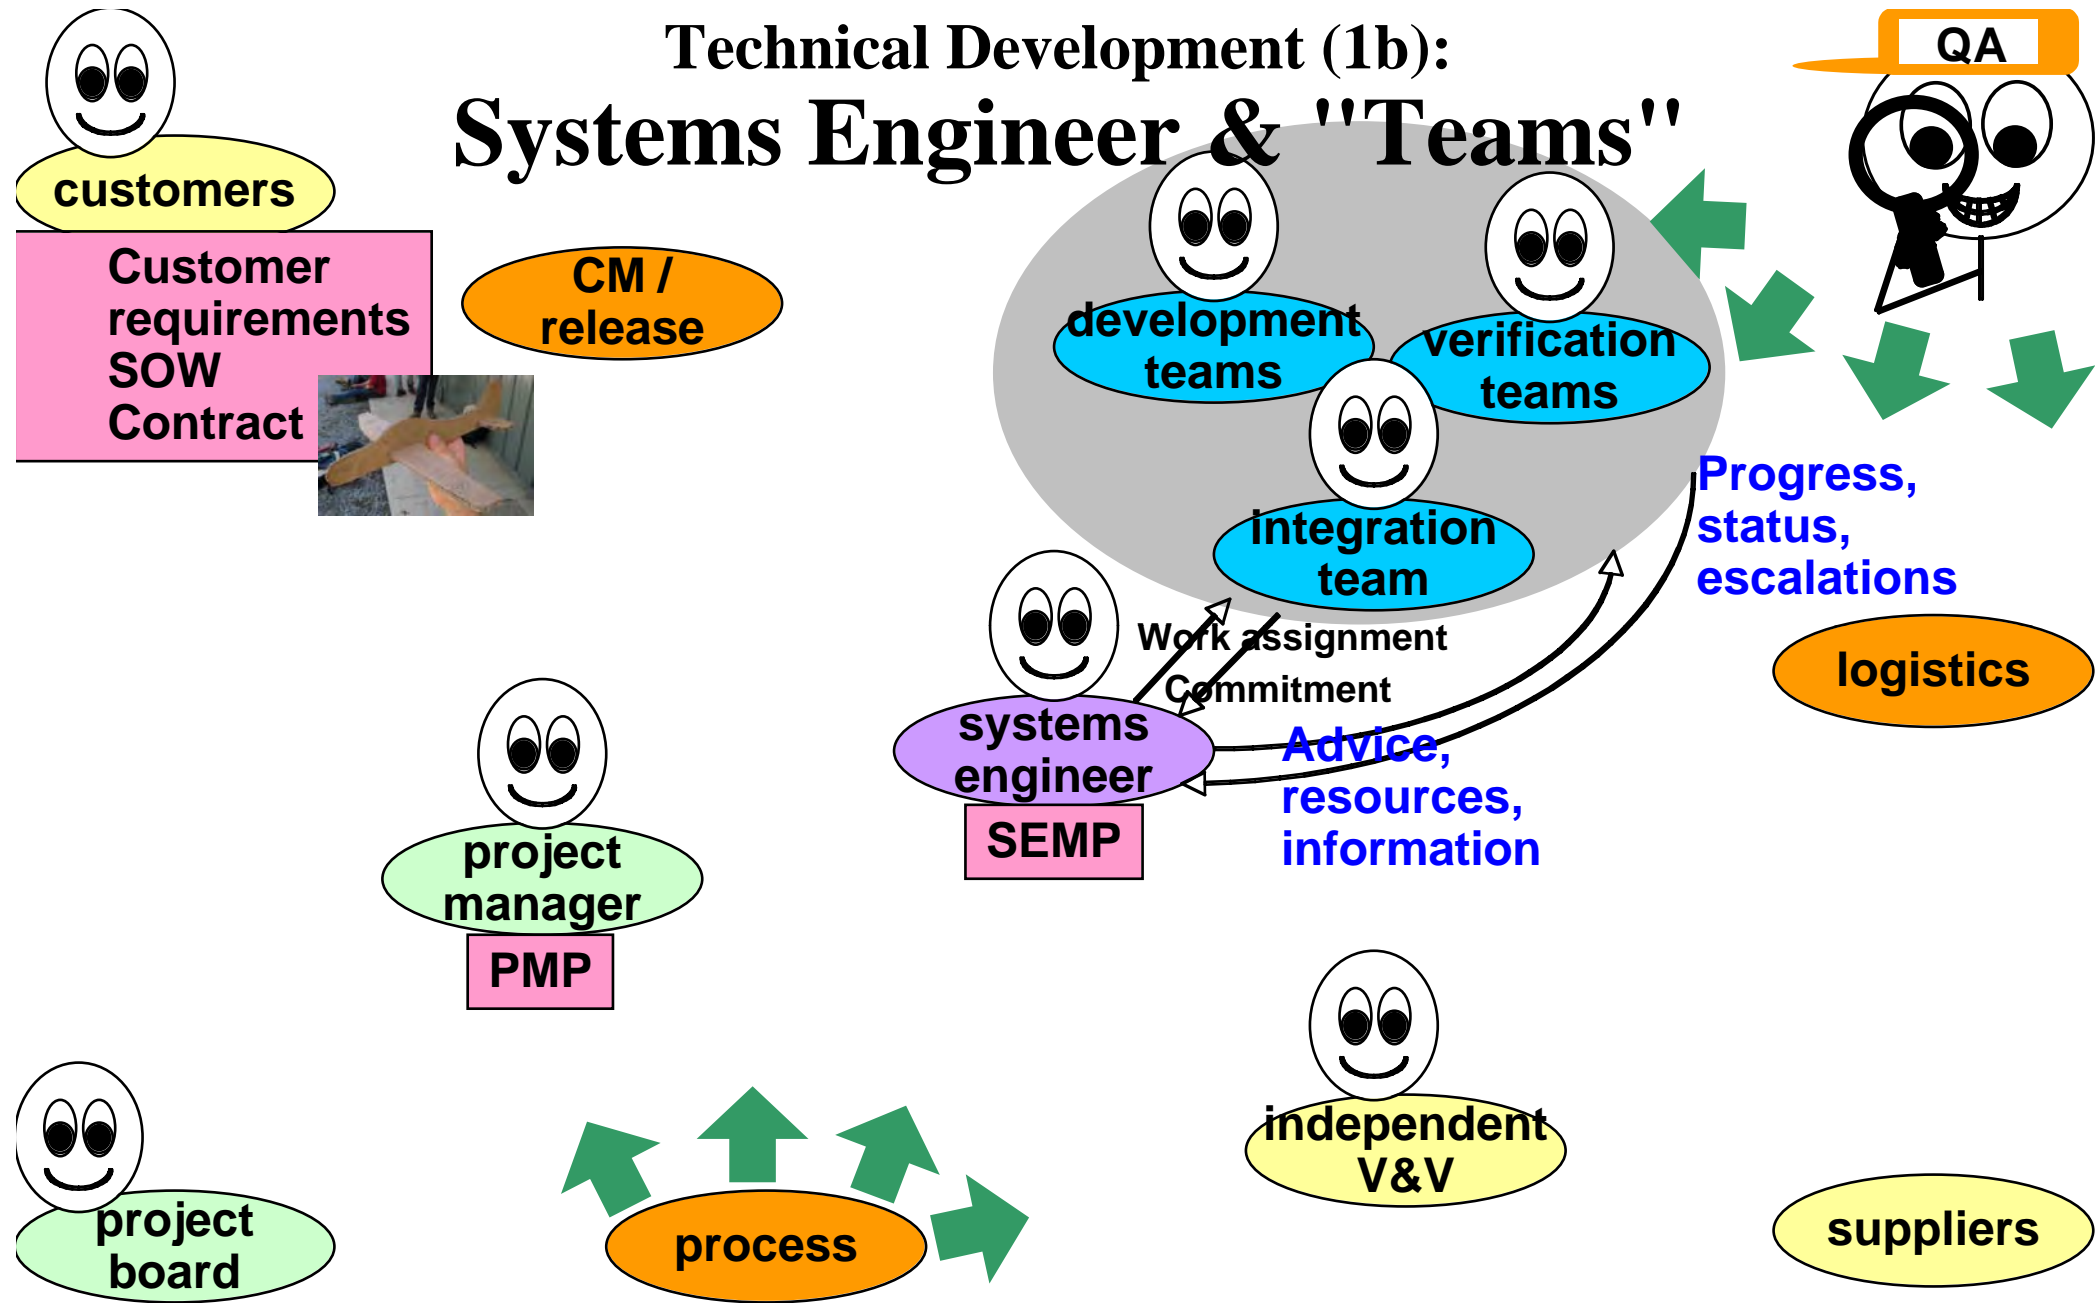 Technical Development (1b):
Systems Engineer & "Teams"
QA
customers
Customer
requirements
SOW
Contract
CM /
release
development
teams
verification
teams
integration
team
Progress,
status,
escalations
Work assignment
Commitment
logistics
systems
engineer
SEMP
Advice,
resources,
information
project
manager
PMP
independent
V&V
project
board
process
suppliers